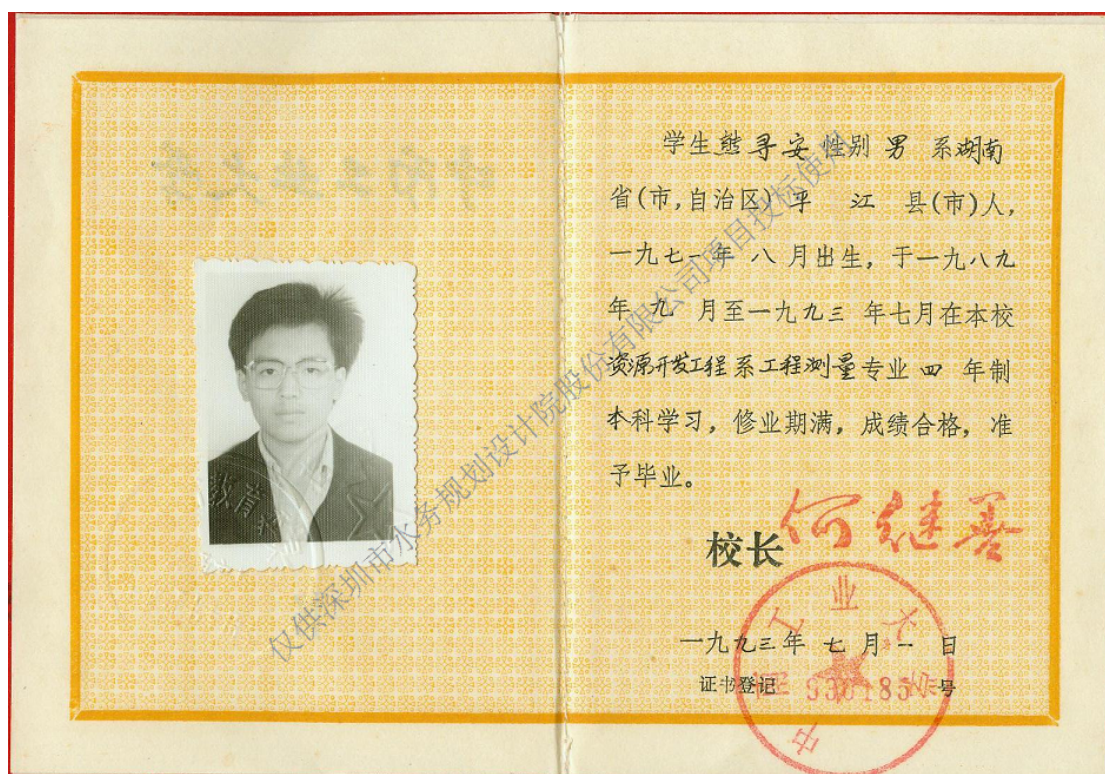 学生熊寻安性别 男 系湖南
省(市,自治区) 平 江 县(市)人,
一九七一年 八 月出生, 于一九八九
年 九 月至一九九三 年七月在本校
资源开发工程系工程测量专业 四 年制
本科学习, 修业期满, 成绩合格, 准
予毕业。
校长 何继善
一九九三年 七 月 一 日
证书登记 930185 号
中 工业大
仅供深圳市水务规划设计院股份有限公司项目投标使用